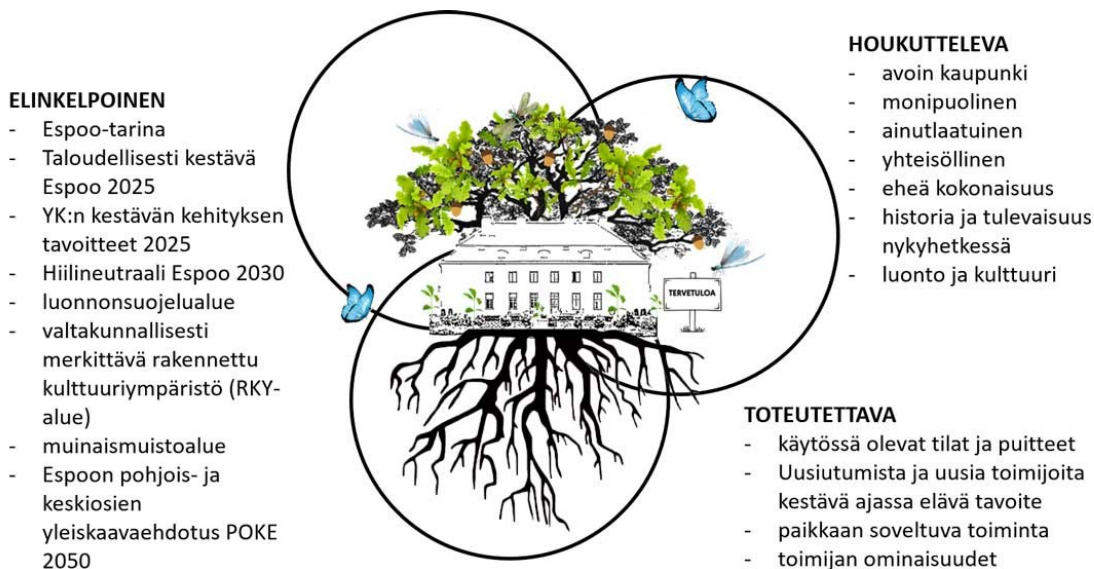 ELINKELPOINEN
- Espoo-tarina
- Taloudellisesti kestävä
Espoo 2025
- YK:n kestävän kehityksen
tavoitteet 2025
- Hiilineutraali Espoo 2030
- luonnonsuojelualue
- valtakunnallisesti
merkittävä rakennettu
kulttuuriympäristö (RKY-
alue)
- muinaismuistoalue
- Espoon pohjois- ja
keskiosien
yleiskaavaehdotus POKE
2050
TERVETULOA
HOUKUTTELEVA
- avoin kaupunki
- monipuolinen
- ainutlaatuinen
- yhteisöllinen
- eheä kokonaisuus
- historia ja tulevaisuus
nykyhetkessä
- luonto ja kulttuuri
TOTEUTETTAVA
- käytössä olevat tilat ja puitteet
- Uusiutumista ja uusia toimijoita
kestävä ajassa elävä tavoite
- paikkaan soveltuva toiminta
- toimijan ominaisuudet